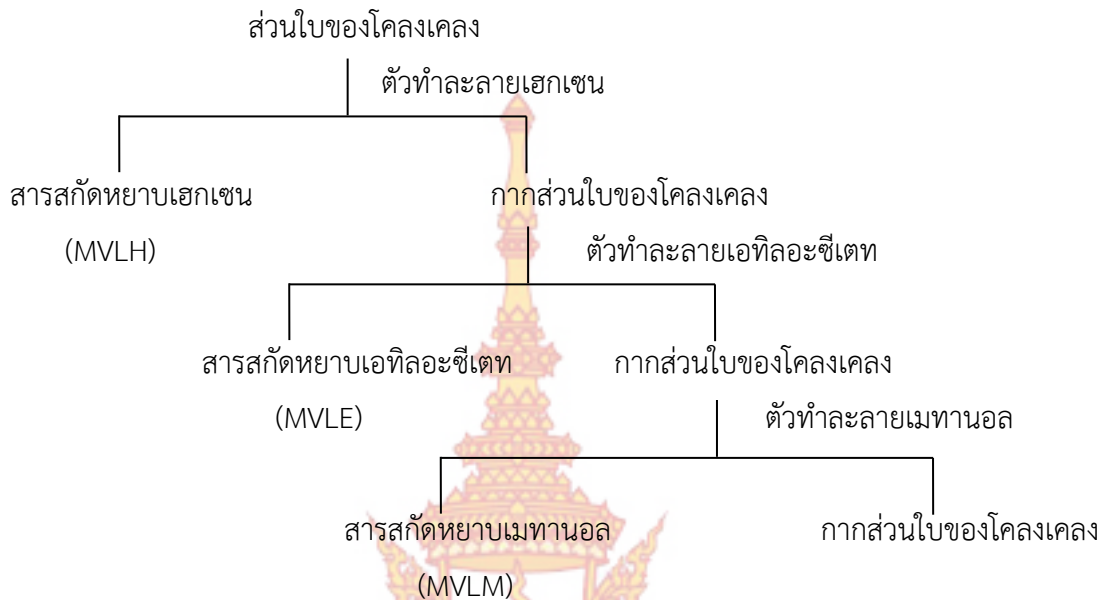 ส่วนใบของโคลงเคลง
ตัวทำละลายเฮกเซน
สารสกัดหยาบเฮกเซน กากส่วนใบของโคลงเคลง
(MVLH) ตัวทำละลายเอทิลอะซีเตท
สารสกัดหยาบเอทิลอะซีเตท กากส่วนใบของโคลงเคลง
(MVLE) ตัวทำละลายเมทานอล
สารสกัดหยาบเมทานอล กากส่วนใบของโคลงเคลง
(MVLM)